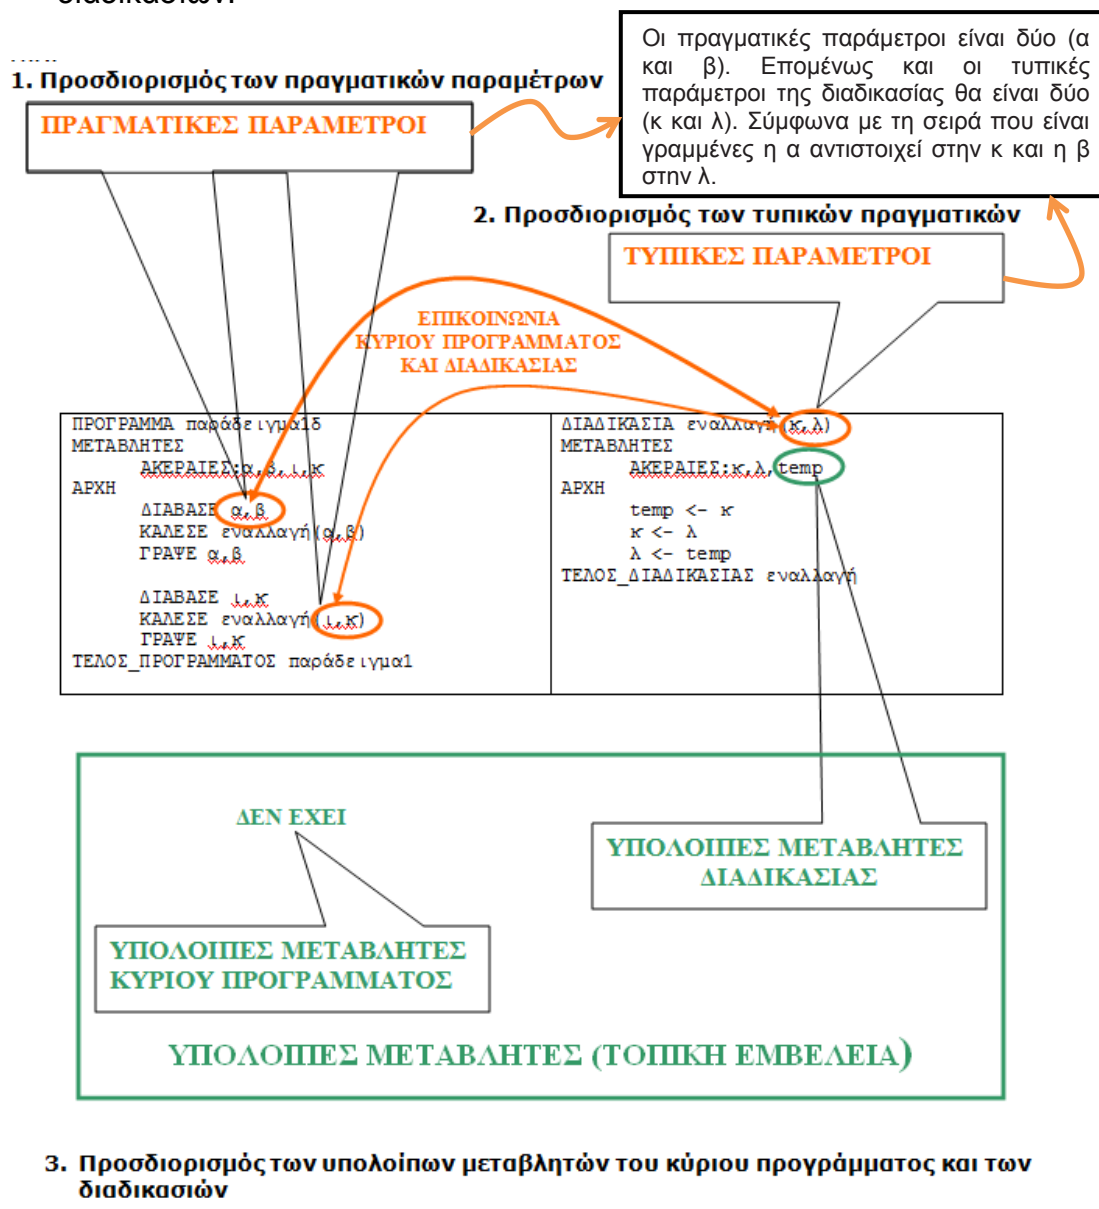 διαδικασιών.
1. Προσδιορισμός των πραγματικών παραμέτρων
Οι πραγματικές παράμετροι είναι δύο (α
και β). Επομένως και οι τυπικές
παράμετροι της διαδικασίας θα είναι δύο
(κ και λ). Σύμφωνα με τη σειρά που είναι
γραμμένες η α αντιστοιχεί στην κ και η β
στην λ.
ΠΡΑΓΜΑΤΙΚΕΣ ΠΑΡΑΜΕΤΡΟΙ
2. Προσδιορισμός των τυπικών πραγματικών
ΤΥΠΙΚΕΣ ΠΑΡΑΜΕΤΡΟΙ
ΕΠΙΚΟΙΝΩΝΙΑ
ΚΥΡΙΟΥ ΠΡΟΓΡΑΜΜΑΤΟΣ
ΚΑΙ ΔΙΑΔΙΚΑΣΙΑΣ
ΠΡΟΓΡΑΜΜΑ παράδειγμα1δ
ΜΕΤΑΒΛΗΤΕΣ
ΑΚΕΡΑΙΕΣ:α,β,ι,κ
ΑΡΧΗ
ΔΙΑΒΑΣΕ α,β
ΚΑΛΕΣΕ εναλλαγή(α,β)
ΓΡΑΨΕ α,β
ΔΙΑΒΑΣΕ ι,κ
ΚΑΛΕΣΕ εναλλαγή(ι,κ)
ΓΡΑΨΕ ι,κ
ΤΕΛΟΣ_ΠΡΟΓΡΑΜΜΑΤΟΣ παράδειγμα1
ΔΙΑΔΙΚΑΣΙΑ εναλλαγή(κ,λ)
ΜΕΤΑΒΛΗΤΕΣ
ΑΚΕΡΑΙΕΣ:κ,λ,temp
ΑΡΧΗ
temp <- κ
κ <- λ
λ <- temp
ΤΕΛΟΣ_ΔΙΑΔΙΚΑΣΙΑΣ εναλλαγή
ΔΕΝ ΕΧΕΙ
ΥΠΟΛΟΙΠΕΣ ΜΕΤΑΒΛΗΤΕΣ
ΔΙΑΔΙΚΑΣΙΑΣ
ΥΠΟΛΟΙΠΕΣ ΜΕΤΑΒΛΗΤΕΣ
ΚΥΡΙΟΥ ΠΡΟΓΡΑΜΜΑΤΟΣ
ΥΠΟΛΟΙΠΕΣ ΜΕΤΑΒΛΗΤΕΣ (ΤΟΠΙΚΗ ΕΜΒΕΛΕΙΑ)
3. Προσδιορισμός των υπολοίπων μεταβλητών του κύριου προγράμματος και των
διαδικασιών